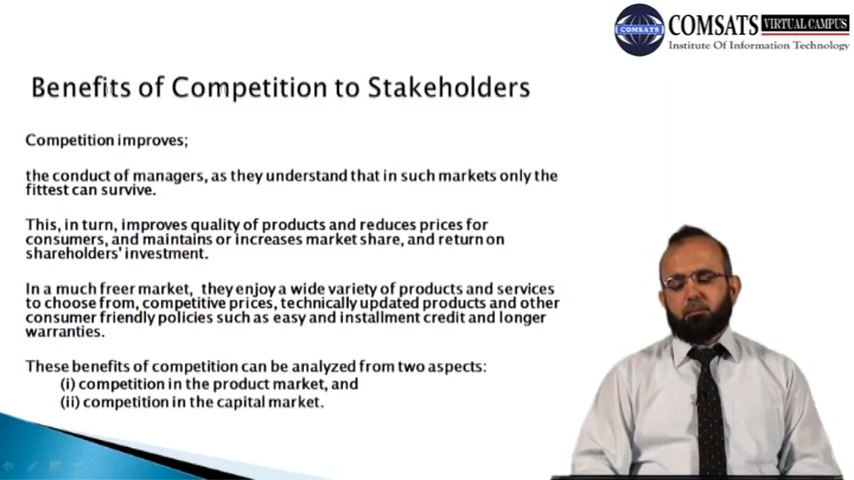 COMSATS
COMSATS VIRTUAL CAMPUS
Institute Of Information Technology
Benefits of Competition to Stakeholders
Competition improves;
the conduct of managers, as they understand that in such markets only the
fittest can survive.
This, in turn, improves quality of products and reduces prices for
consumers, and maintains or increases market share, and return on
shareholders' investment.
In a much freer market, they enjoy a wide variety of products and services
to choose from, competitive prices, technically updated products and other
consumer friendly policies such as easy and installment credit and longer
warranties.
These benefits of competition can be analyzed from two aspects:
(i) competition in the product market, and
(ii) competition in the capital market.